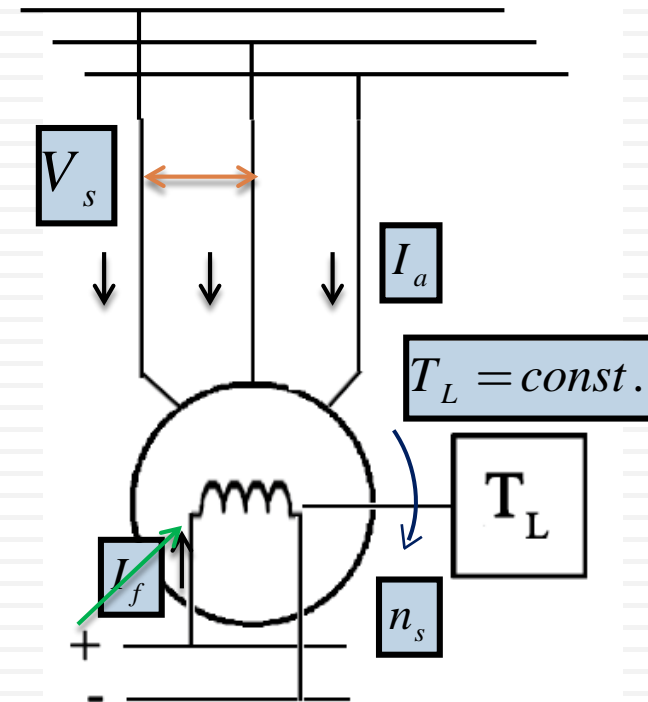 V_s
I_a
T_L = const.
T_L
I_f
n_s
+
-